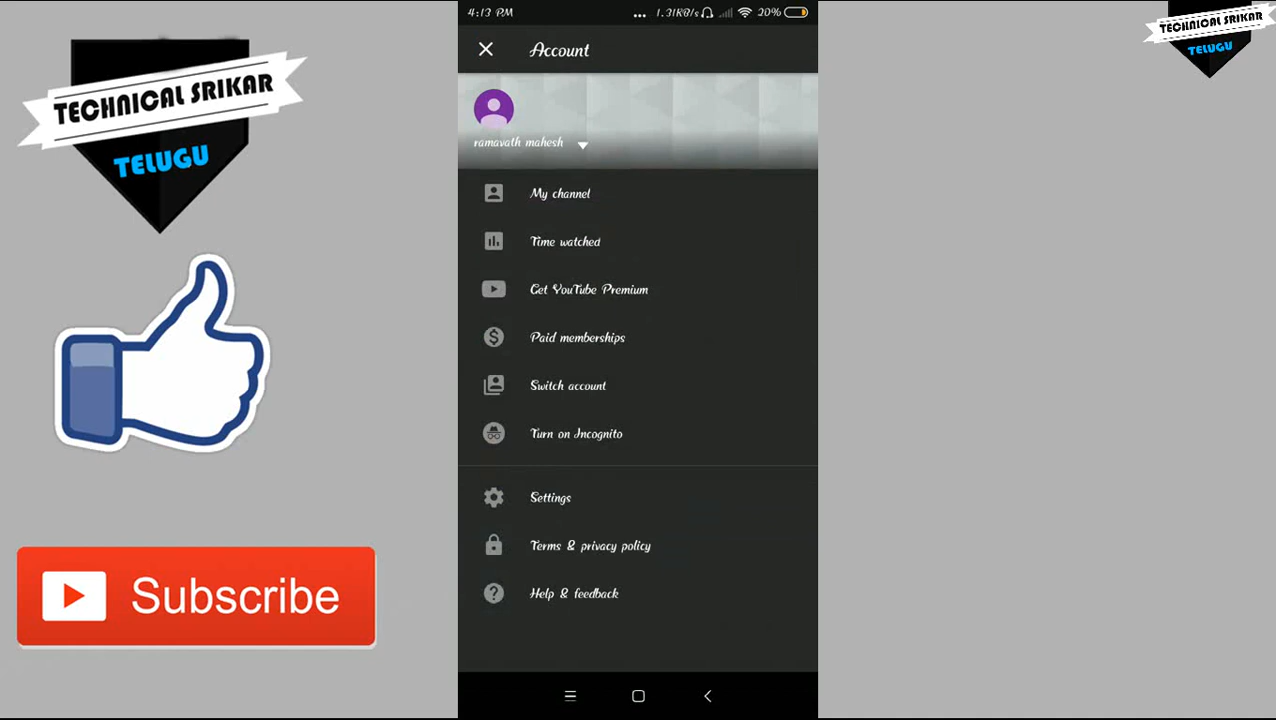 TECHNICAL SRIKAR
TELUGU
Subscribe
4:13 PM
... 1.31KB/s 20%
Account
ramavath mahesh
My channel
Time watched
Get YouTube Premium
Paid memberships
Switch account
Turn on Incognito
Settings
Terms & privacy policy
Help & feedback
TECHNICAL SRIKAR
TELUGU